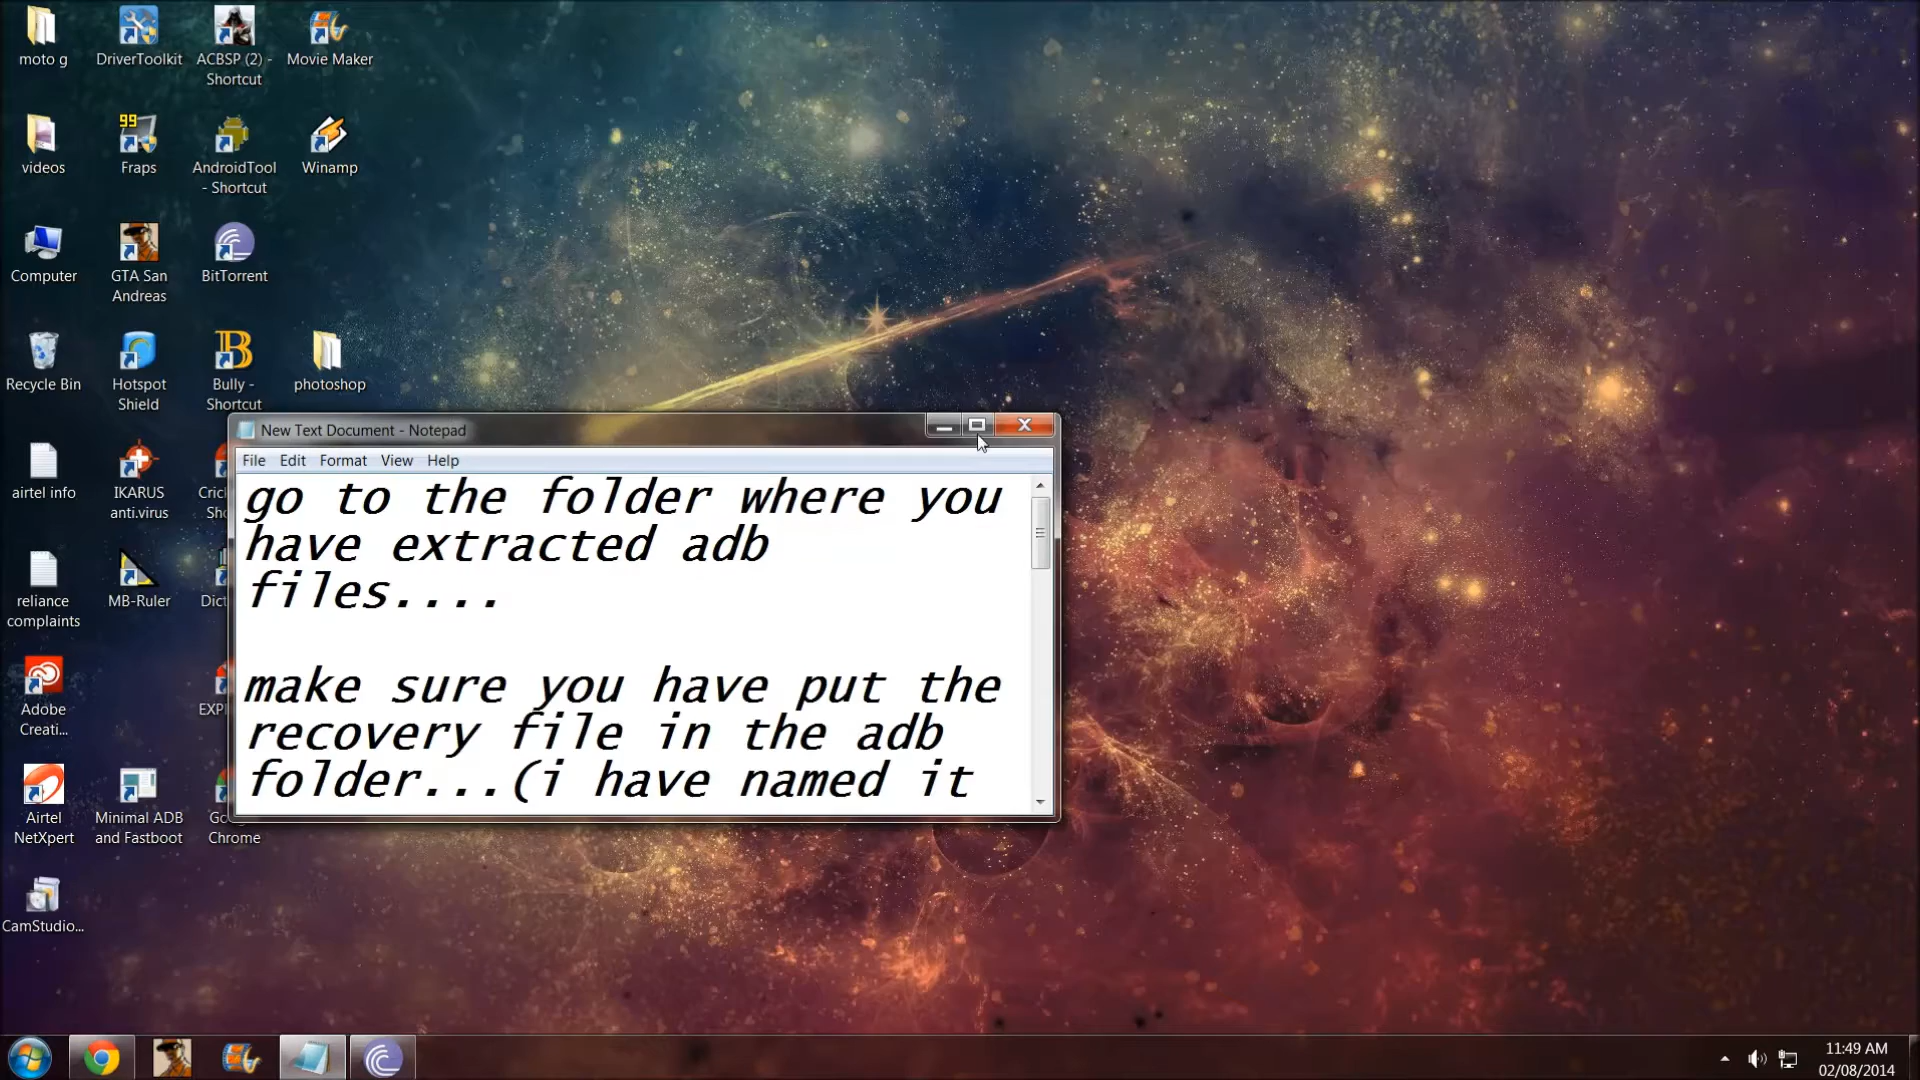 moto g
DriverToolkit
ACBSP (2) -
Shortcut
Movie Maker
videos
99
Fraps
AndroidTool
- Shortcut
Winamp
Computer
GTA San
Andreas
BitTorrent
Recycle Bin
Hotspot
Shield
B
Bully -
Shortcut
photoshop
airtel info
IKARUS
anti.virus
reliance
complaints
MB-Ruler
Adobe
Creati...
Airtel
NetXpert
Minimal ADB
and Fastboot
Chrome
CamStudio...
New Text Document - Notepad
File Edit Format View Help
go to the folder where you
have extracted adb
files....
make sure you have put the
recovery file in the adb
folder...(i have named it
11:49 AM
02/08/2014